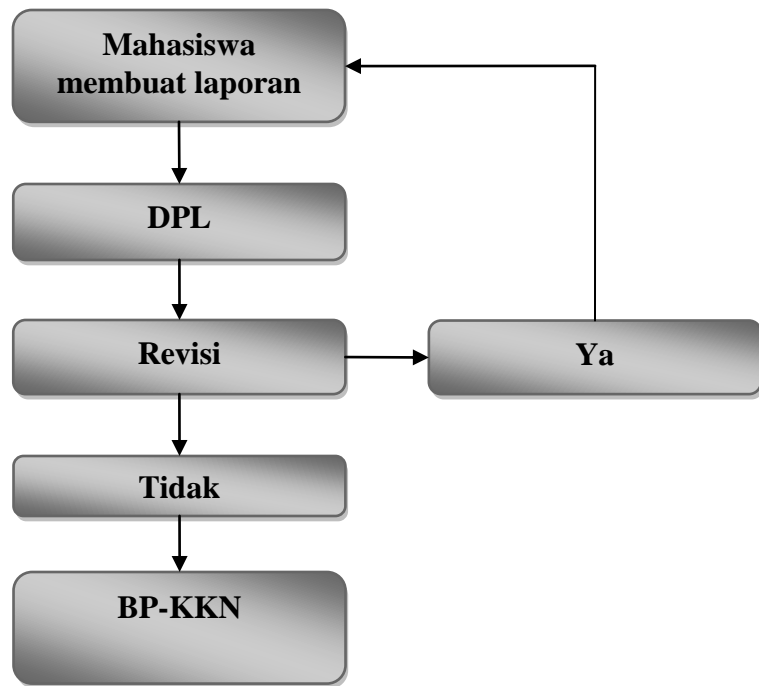 Mahasiswa
membuat laporan
DPL
Revisi
Ya
Tidak
BP-KKN